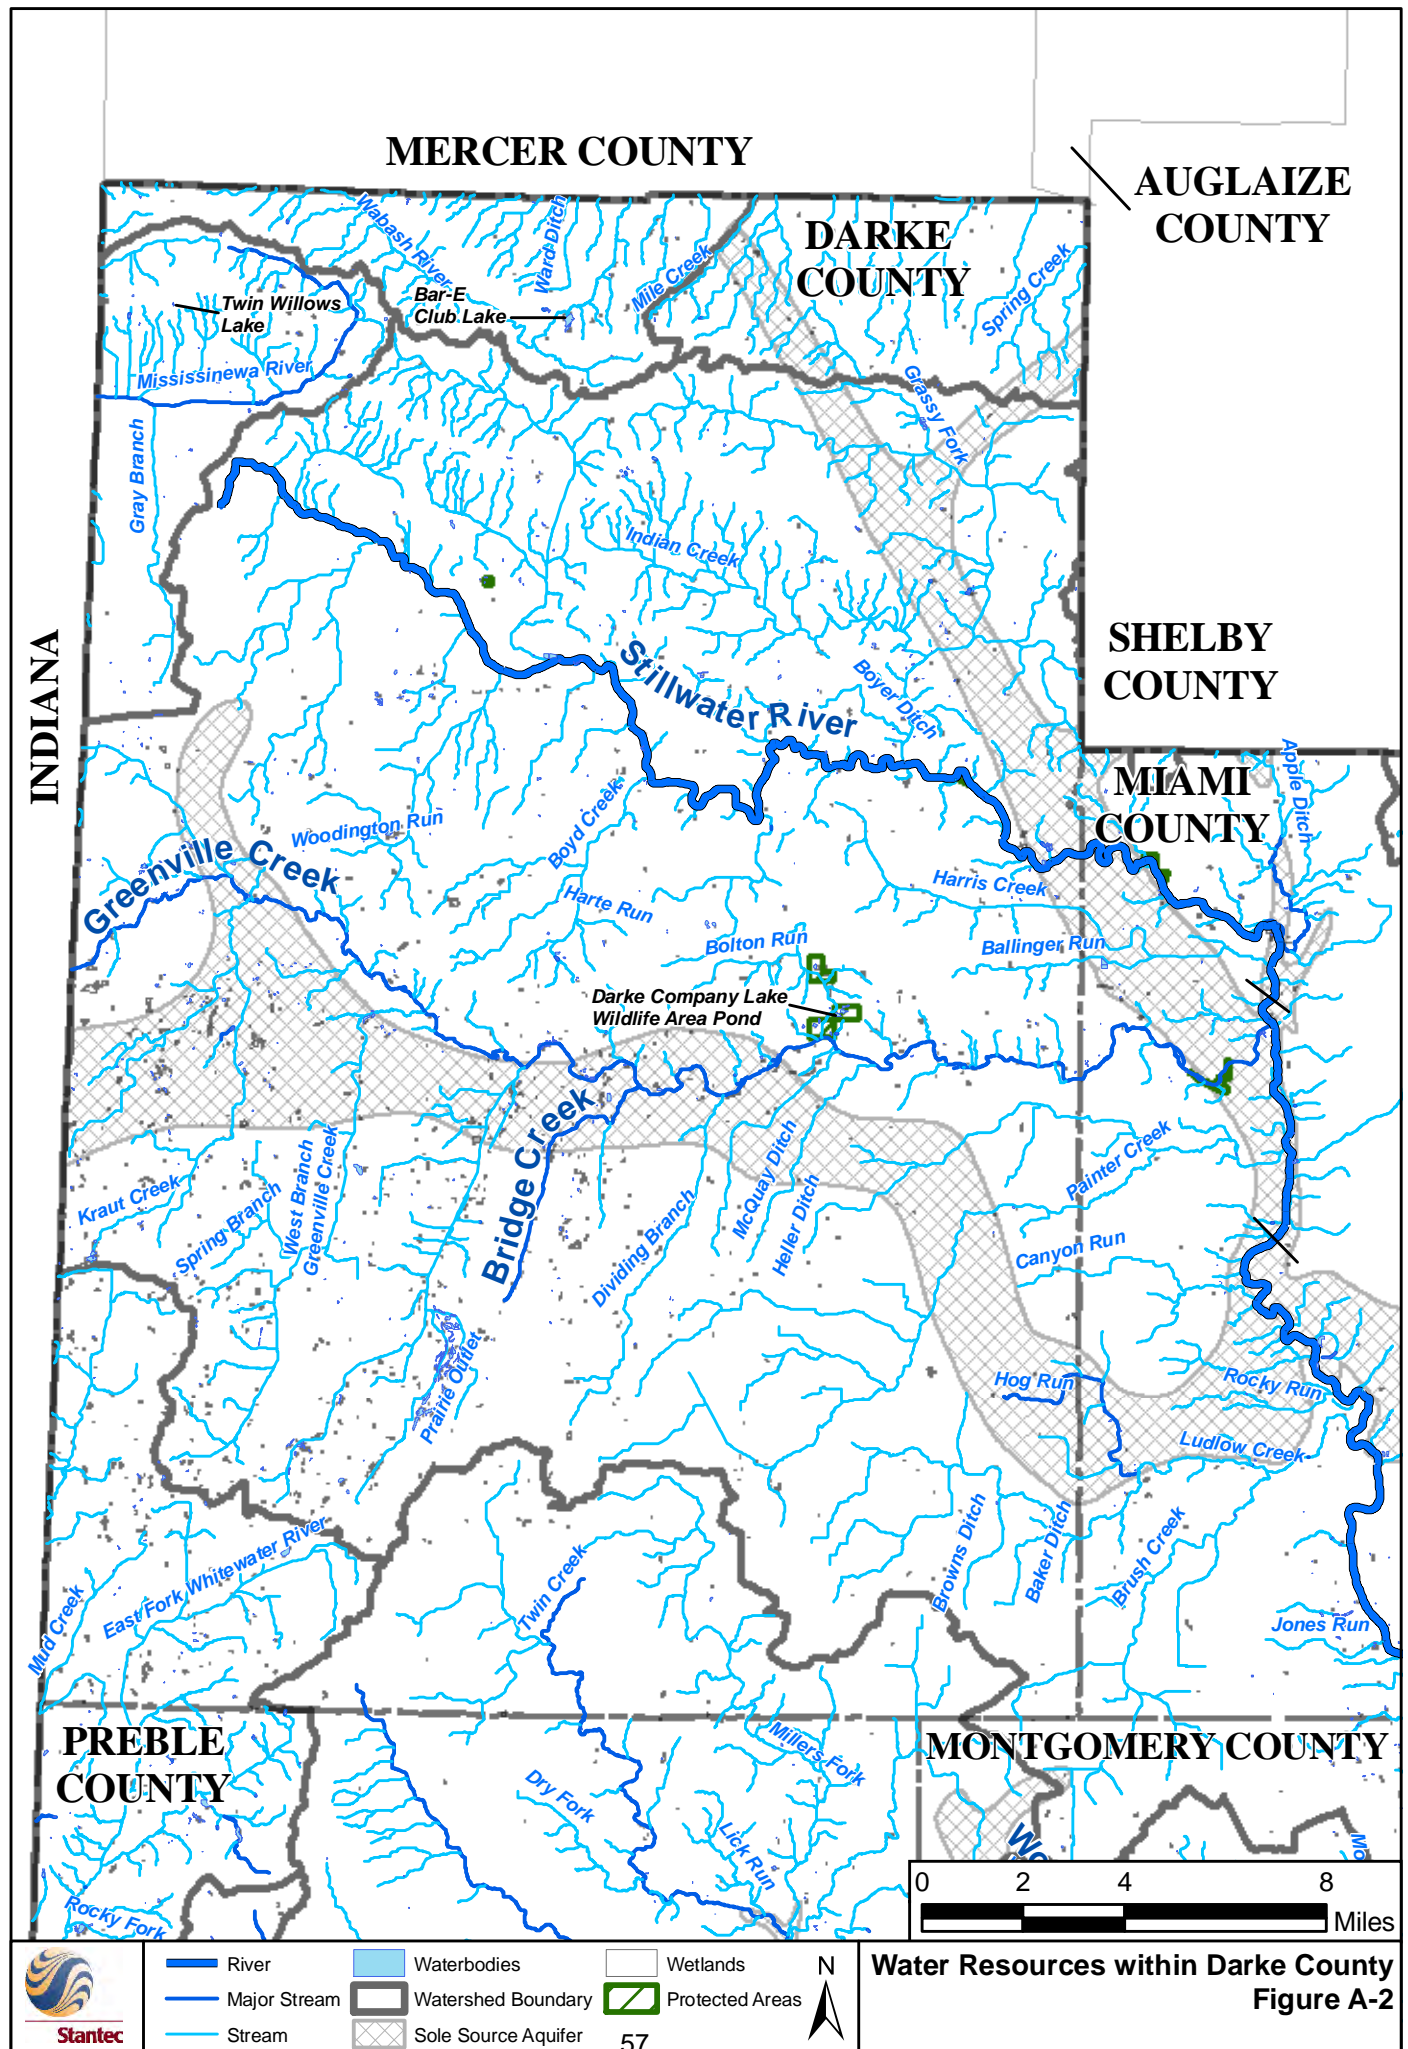 MERCER COUNTY
AUGLAIZE
COUNTY
DARKE
COUNTY
Wabash River
Ward Ditch
Mile Creek
Spring Creek
Bar-E
Club Lake
Twin Willows
Lake
Mississinewa River
Grassy Fork
Gray Branch
Indian Creek
INDIANA
SHELBY
COUNTY
Stillwater River
Boyer Ditch
Apple Ditch
MIAMI
COUNTY
Woodington Run
Boyd Creek
Greenville Creek
Harte Run
Harris Creek
Bolton Run
Ballinger Run
Darke Company Lake
Wildlife Area Pond
Bridge Creek
McQuay Ditch
Heller Ditch
Painter Creek
Kraut Creek
Spring Branch
West Branch
Greenville Creek
Dividing Branch
Canyon Run
Prairie Outlet
Hog Run
Rocky Run
Ludlow Creek
East Fork Whitewater River
Mud Creek
Twin Creek
Browns Ditch
Baker Ditch
Brush Creek
Jones Run
PREBLE
COUNTY
Millers Fork
MONTGOMERY COUNTY
Dry Fork
Lick Run
Rocky Fork
Wo
Mo
0 2 4 8
Miles
Stantec
River
Major Stream
Stream
Waterbodies
Watershed Boundary
Sole Source Aquifer
Wetlands
Protected Areas
57
N
Water Resources within Darke County
Figure A-2